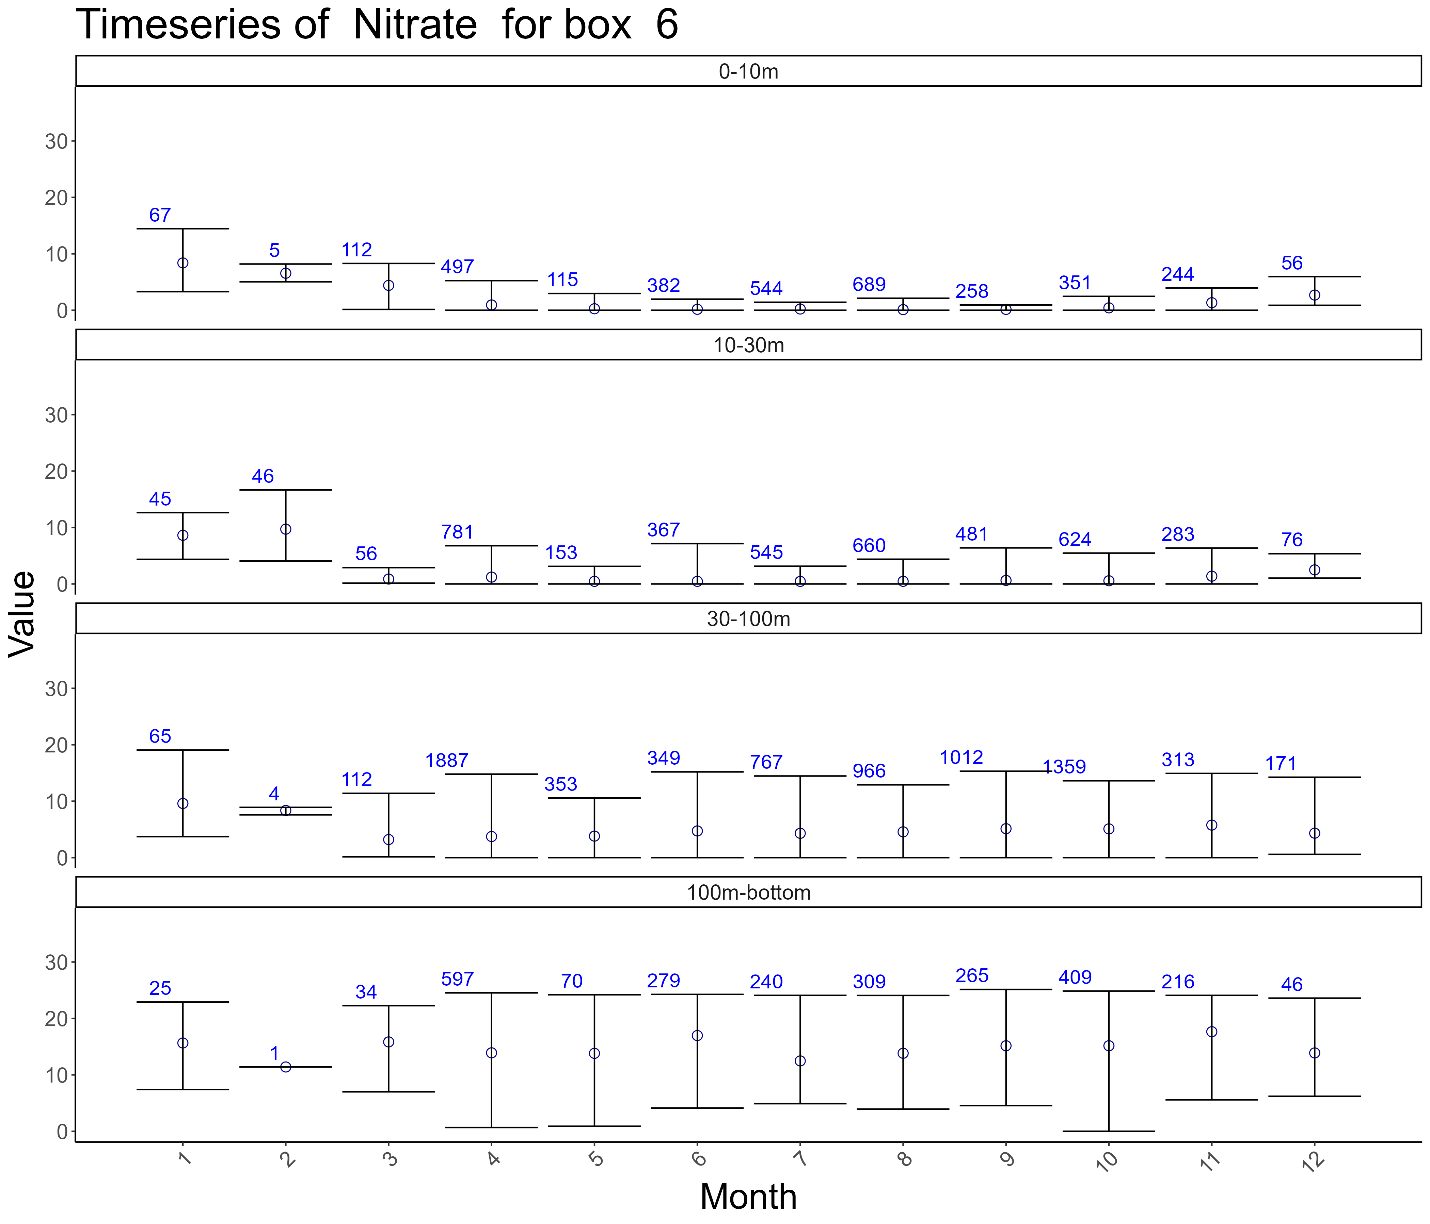 Timeseries of  Nitrate  for box  6
0-10m
30
20
10
0
67 5 112 497 115 382 544 689 258 351 244 56
10-30m
30
20
10
0
45 46 56 781 153 367 545 660 481 624 283 76
30-100m
30
20
10
0
65 4 112 1887 353 349 767 966 1012 1359 313 171
100m-bottom
30
20
10
0
25 1 34 597 70 279 240 309 265 409 216 46
Value
1 2 3 4 5 6 7 8 9 10 11 12
Month